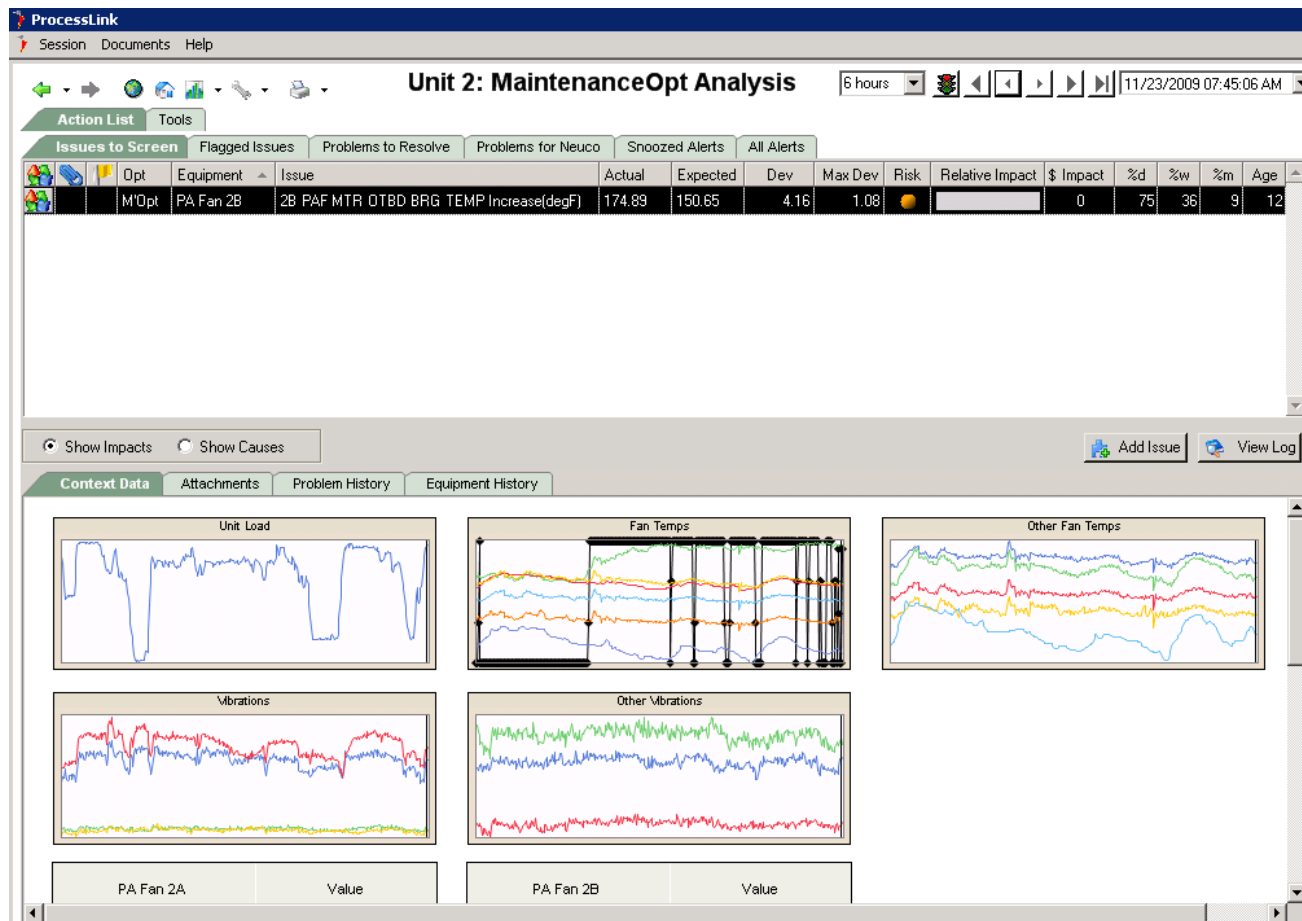 ProcessLink
Session Documents Help
Unit 2: MaintenanceOpt Analysis 6 hours 11/23/2009 07:45:06 AM
Action List Tools
Issues to Screen Flagged Issues Problems to Resolve Problems for Neuco Snoozed Alerts All Alerts
Opt Equipment Issue Actual Expected Dev Max Dev Risk Relative Impact $ Impact %d %w %m Age
M'Opt PA Fan 2B 2B PAF MTR OTBD BRG TEMP Increase(degF) 174.89 150.65 4.16 1.08 0 75 36 9 12
Show Impacts Show Causes Add Issue View Log
Context Data Attachments Problem History Equipment History
Unit Load Fan Temps Other Fan Temps
Vibrations Other Vibrations
PA Fan 2A Value PA Fan 2B Value